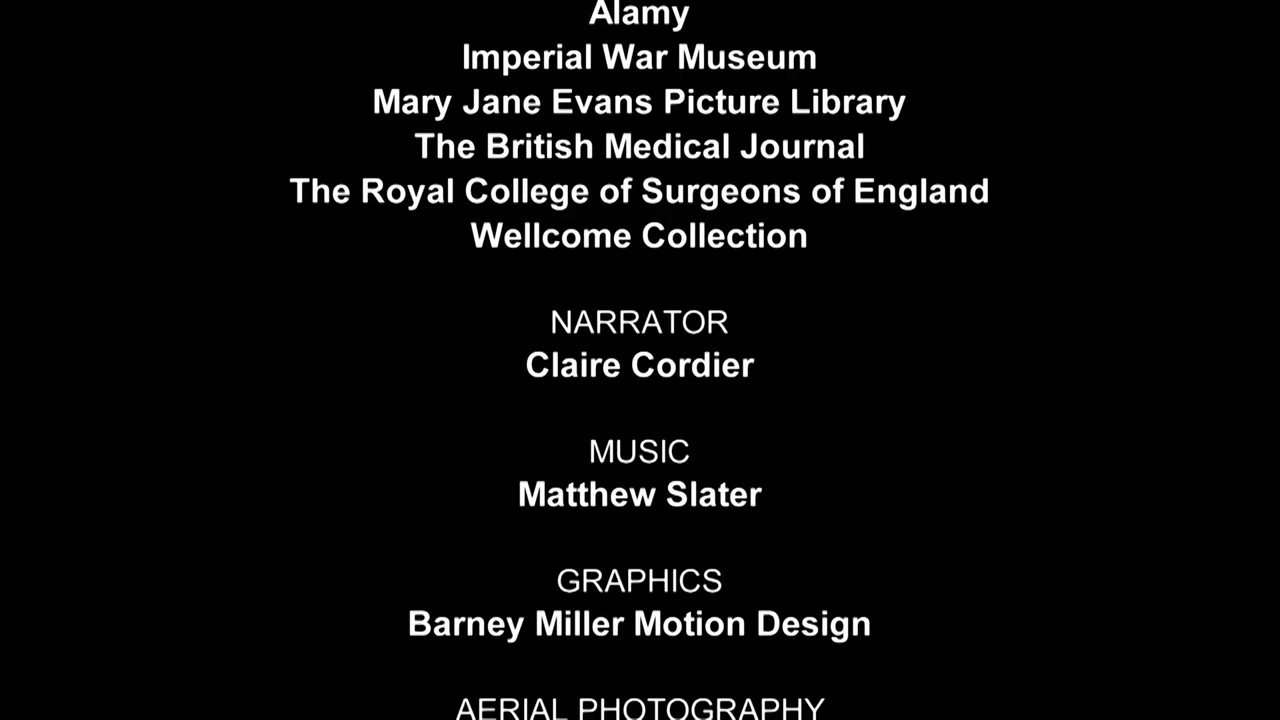 Alamy
Imperial War Museum
Mary Jane Evans Picture Library
The British Medical Journal
The Royal College of Surgeons of England
Wellcome Collection
NARRATOR
Claire Cordier
MUSIC
Matthew Slater
GRAPHICS
Barney Miller Motion Design
AERIAL PHOTOGRAPHY